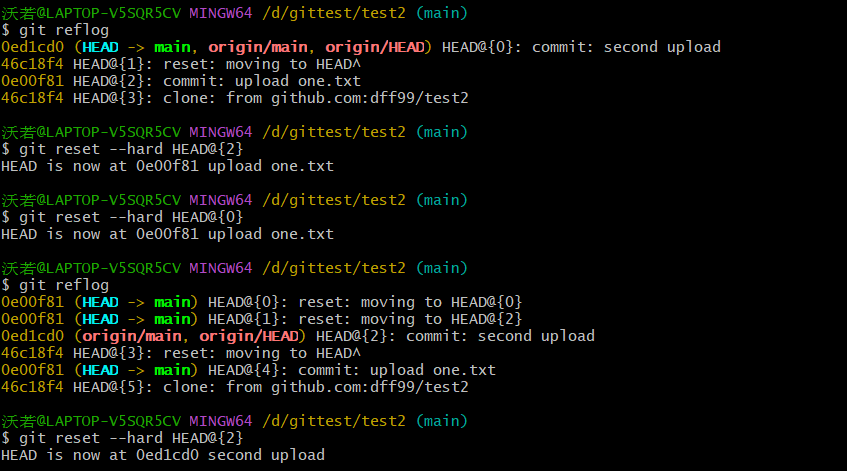 沃若@LAPTOP-V5SQR5CV MINGW64 /d/gittest/test2 (main)
$ git reflog
0ed1cd0 (HEAD -> main, origin/main, origin/HEAD) HEAD@{0}: commit: second upload
46c18f4 HEAD@{1}: reset: moving to HEAD^
0e00f81 HEAD@{2}: commit: upload one.txt
46c18f4 HEAD@{3}: clone: from github.com:dff99/test2
沃若@LAPTOP-V5SQR5CV MINGW64 /d/gittest/test2 (main)
$ git reset --hard HEAD@{2}
HEAD is now at 0e00f81 upload one.txt
沃若@LAPTOP-V5SQR5CV MINGW64 /d/gittest/test2 (main)
$ git reset --hard HEAD@{0}
HEAD is now at 0e00f81 upload one.txt
沃若@LAPTOP-V5SQR5CV MINGW64 /d/gittest/test2 (main)
$ git reflog
0e00f81 (HEAD -> main) HEAD@{0}: reset: moving to HEAD@{0}
0e00f81 (HEAD -> main) HEAD@{1}: reset: moving to HEAD@{2}
0ed1cd0 (origin/main, origin/HEAD) HEAD@{2}: commit: second upload
46c18f4 HEAD@{3}: reset: moving to HEAD^
0e00f81 (HEAD -> main) HEAD@{4}: commit: upload one.txt
46c18f4 HEAD@{5}: clone: from github.com:dff99/test2
沃若@LAPTOP-V5SQR5CV MINGW64 /d/gittest/test2 (main)
$ git reset --hard HEAD@{2}
HEAD is now at 0ed1cd0 second upload